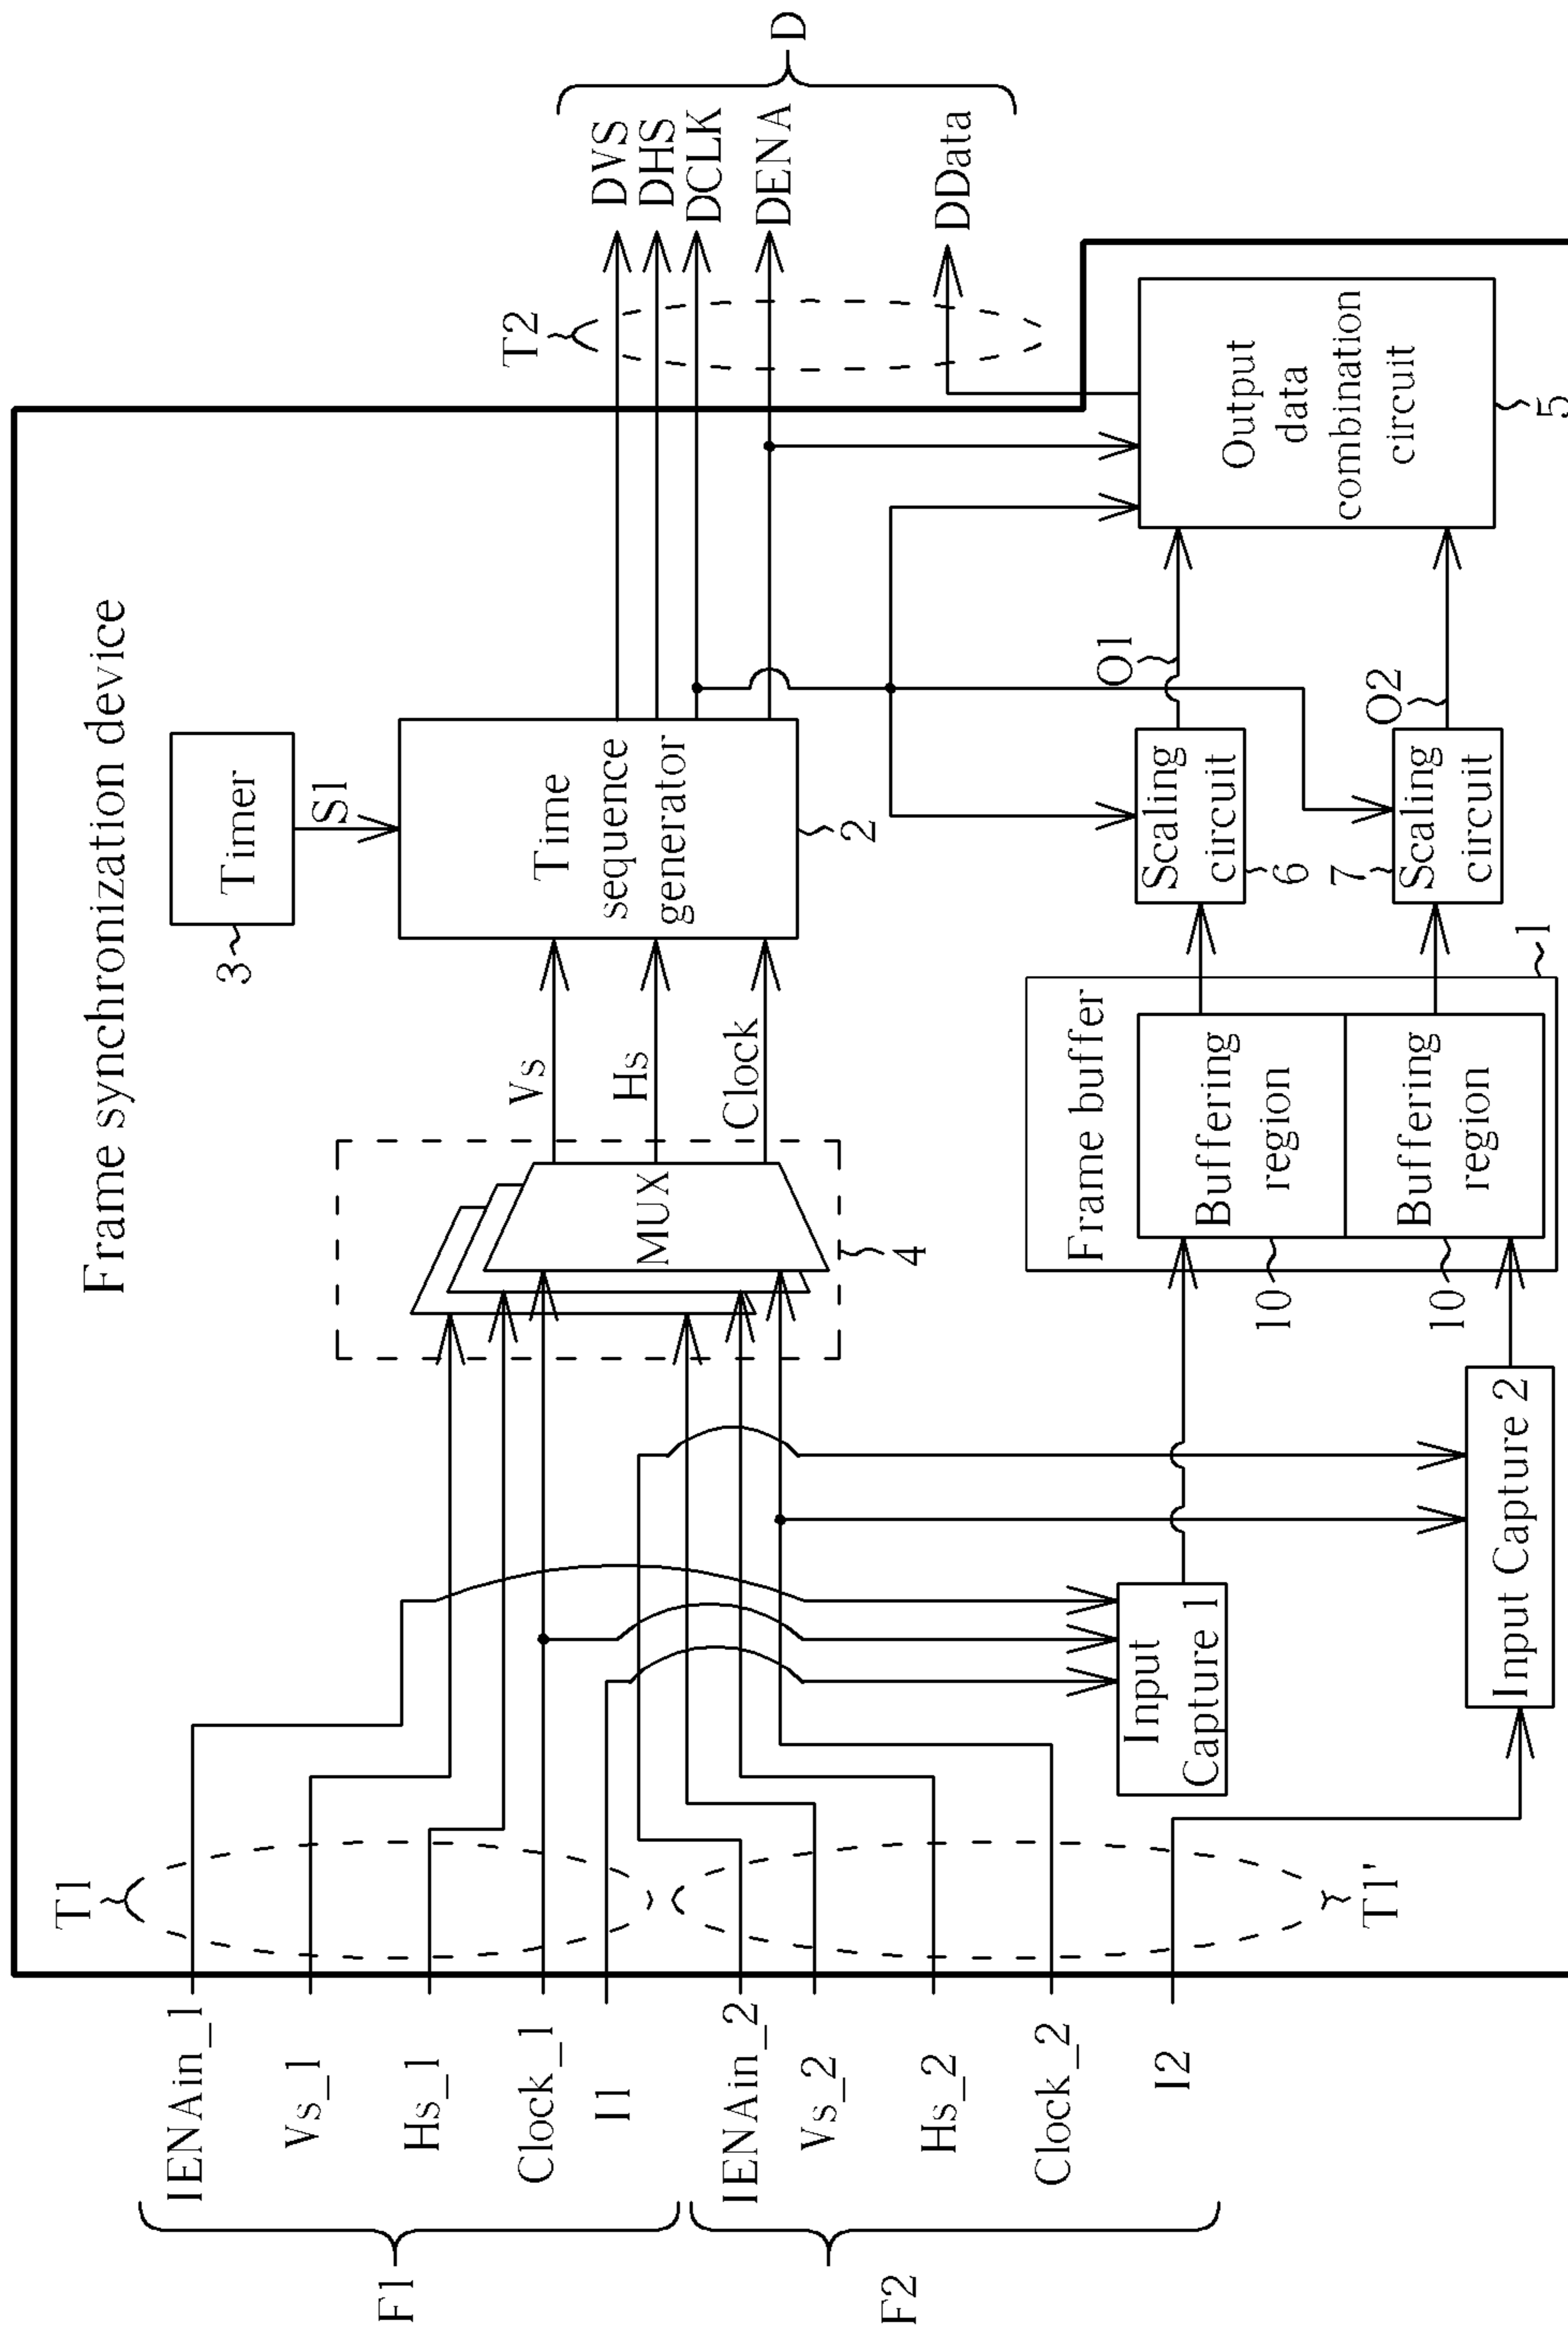 Frame synchronization device
Timer
3
S1
Time
sequence
generator
2
Vs
Hs
Clock
MUX
4
T1
T1'
T2
IENAin_1
Vs_1
Hs_1
Clock_1
I1
IENAin_2
Vs_2
Hs_2
Clock_2
I2
F1
F2
DVS
DHS
DCLK
DENA
DData
D
Input
Capture 1
Input Capture 2
Frame buffer
Buffering
region
10
Buffering
region
10
1
Scaling
circuit
6
Scaling
circuit
7
O1
O2
Output
data
combination
circuit
5